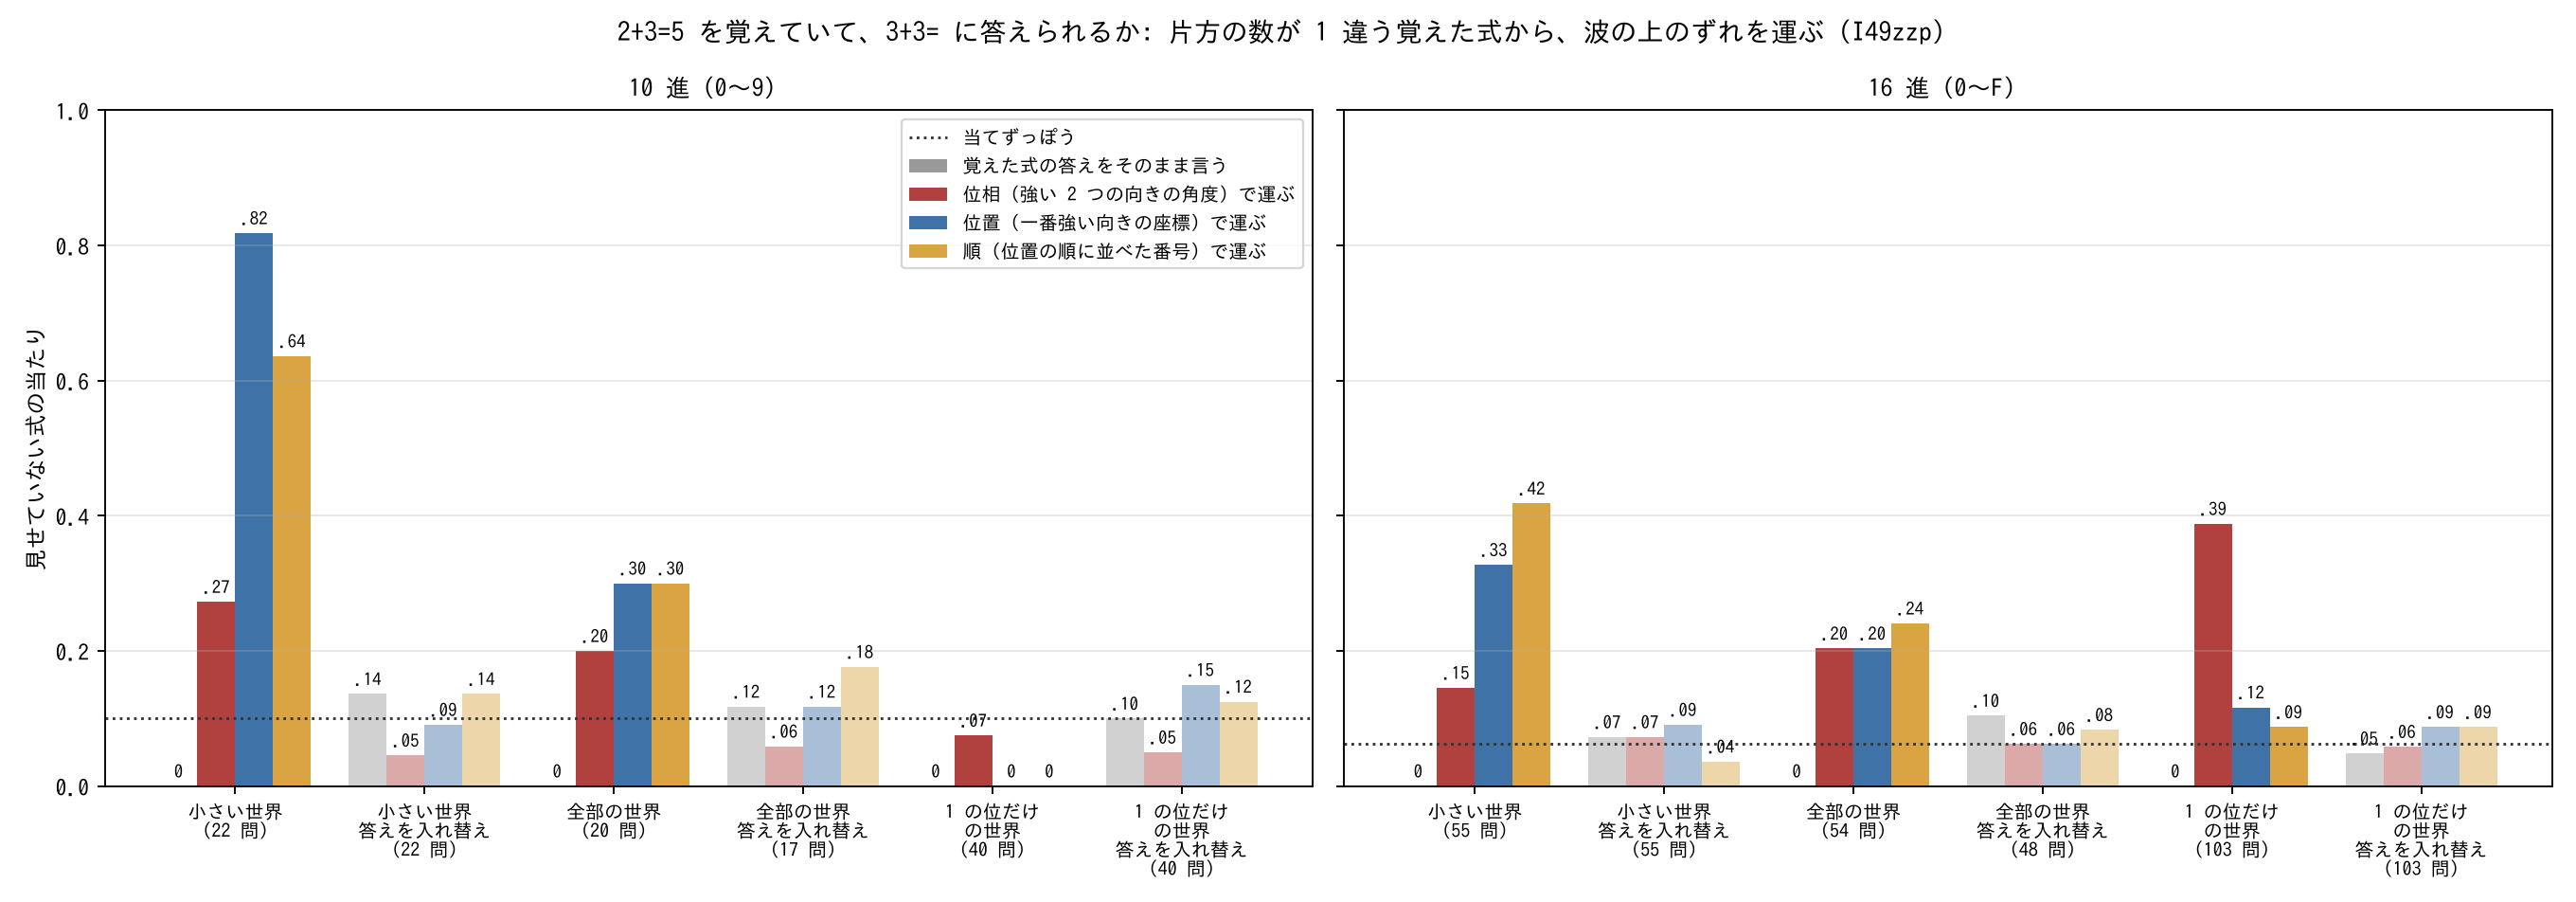 2+3=5 を覚えていて、3+3= に答えられるか: 片方の数が 1 違う覚えた式から、波の上のずれを運ぶ（I49zzp）
10 進（0〜9）
見せていない式の当たり
1.0
0.8
0.6
0.4
0.2
0.0
当てずっぽう
覚えた式の答えをそのまま言う
位相（強い 2 つの向きの角度）で運ぶ
位置（一番強い向きの座標）で運ぶ
順（位置の順に並べた番号）で運ぶ
0
.27
.82
.64
.14
.05
.09
.14
0
.20
.30
.30
.12
.06
.12
.18
0
.07
0
0
.10
.05
.15
.12
小さい世界
（22 問）
小さい世界
答えを入れ替え
（22 問）
全部の世界
（20 問）
全部の世界
答えを入れ替え
（17 問）
1 の位だけ
の世界
（40 問）
1 の位だけ
の世界
答えを入れ替え
（40 問）
16 進（0〜F）
0
.15
.33
.42
.07
.07
.09
.04
0
.20
.20
.24
.10
.06
.06
.08
0
.39
.12
.09
.05
.06
.09
.09
小さい世界
（55 問）
小さい世界
答えを入れ替え
（55 問）
全部の世界
（54 問）
全部の世界
答えを入れ替え
（48 問）
1 の位だけ
の世界
（103 問）
1 の位だけ
の世界
答えを入れ替え
（103 問）